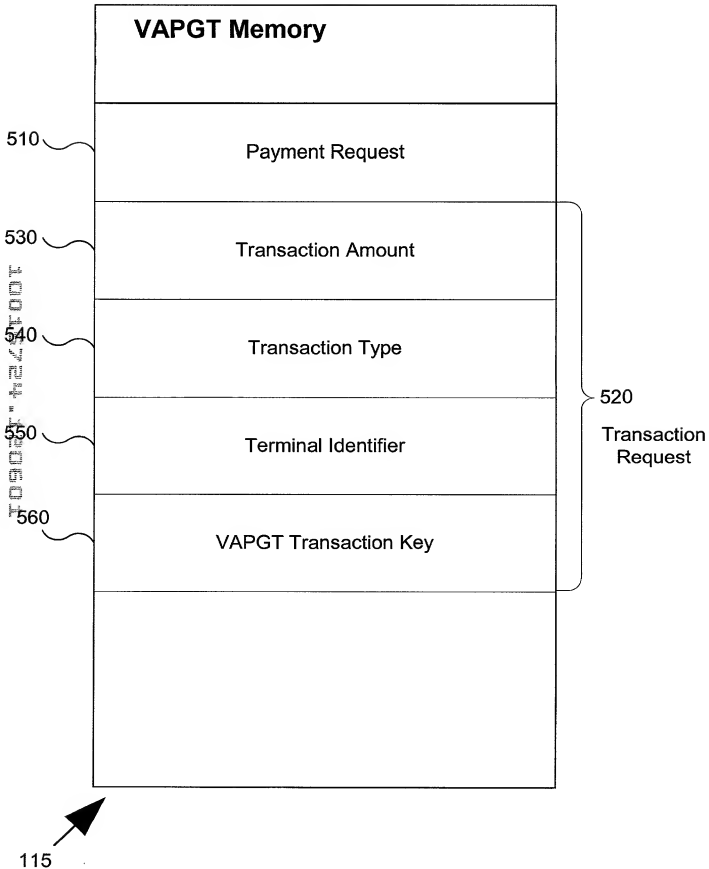 VAPGT Memory
510
Payment Request
530
Transaction Amount
540
Transaction Type
520
Transaction
Request
550
Terminal Identifier
560
VAPGT Transaction Key
115